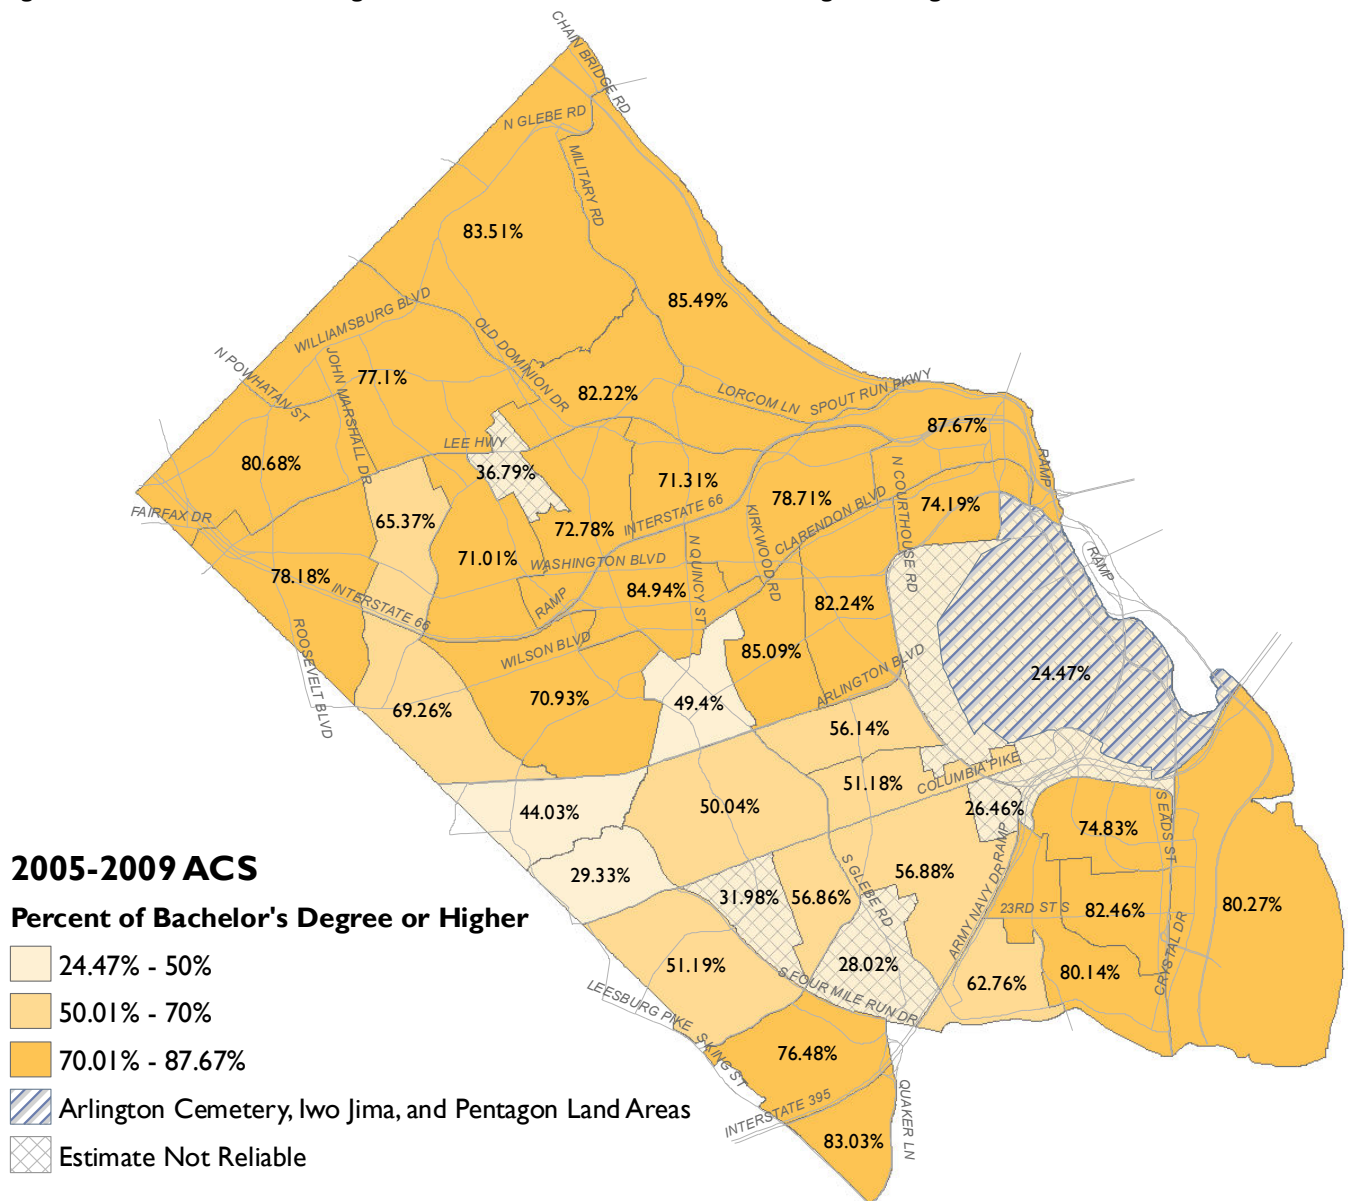 CHAIN BRIDGE RD
N GLEBE RD
MILITARY RD
83.51%
85.49%
WILLIAMSBURG BLVD
OLD DOMINION DR
N POWHATAN ST
JOHN MARSHALL DR
77.1%
82.22%
LORCOM LN
SPOUT RUN PKWY
87.67%
LEE HWY
80.68%
36.79%
71.31%
78.71%
N COURTHOUSE RD
74.19%
RAMP
65.37%
72.78%
INTERSTATE 66
KIRKWOOD RD
CLARENDON BLVD
FAIRFAX DR
71.01%
WASHINGTON BLVD
N QUINCY ST
RAMP
78.18%
INTERSTATE 66
RAMP
84.94%
82.24%
ROOSEVELT BLVD
WILSON BLVD
85.09%
ARLINGTON BLVD
24.47%
69.26%
70.93%
49.4%
56.14%
44.03%
50.04%
51.18%
COLUMBIA PIKE
26.46%
74.83%
S EADS ST
29.33%
31.98%
56.86%
S GLEBE RD
56.88%
ARMY NAVY DR
RAMP
23RD ST S
82.46%
80.27%
51.19%
28.02%
62.76%
80.14%
CRYSTAL DR
S FOUR MILE RUN DR
LEESBURG PIKE
S KING ST
76.48%
INTERSTATE 395
83.03%
QUAKER LN
2005-2009 ACS
Percent of Bachelor's Degree or Higher
24.47% - 50%
50.01% - 70%
70.01% - 87.67%
Arlington Cemetery, Iwo Jima, and Pentagon Land Areas
Estimate Not Reliable